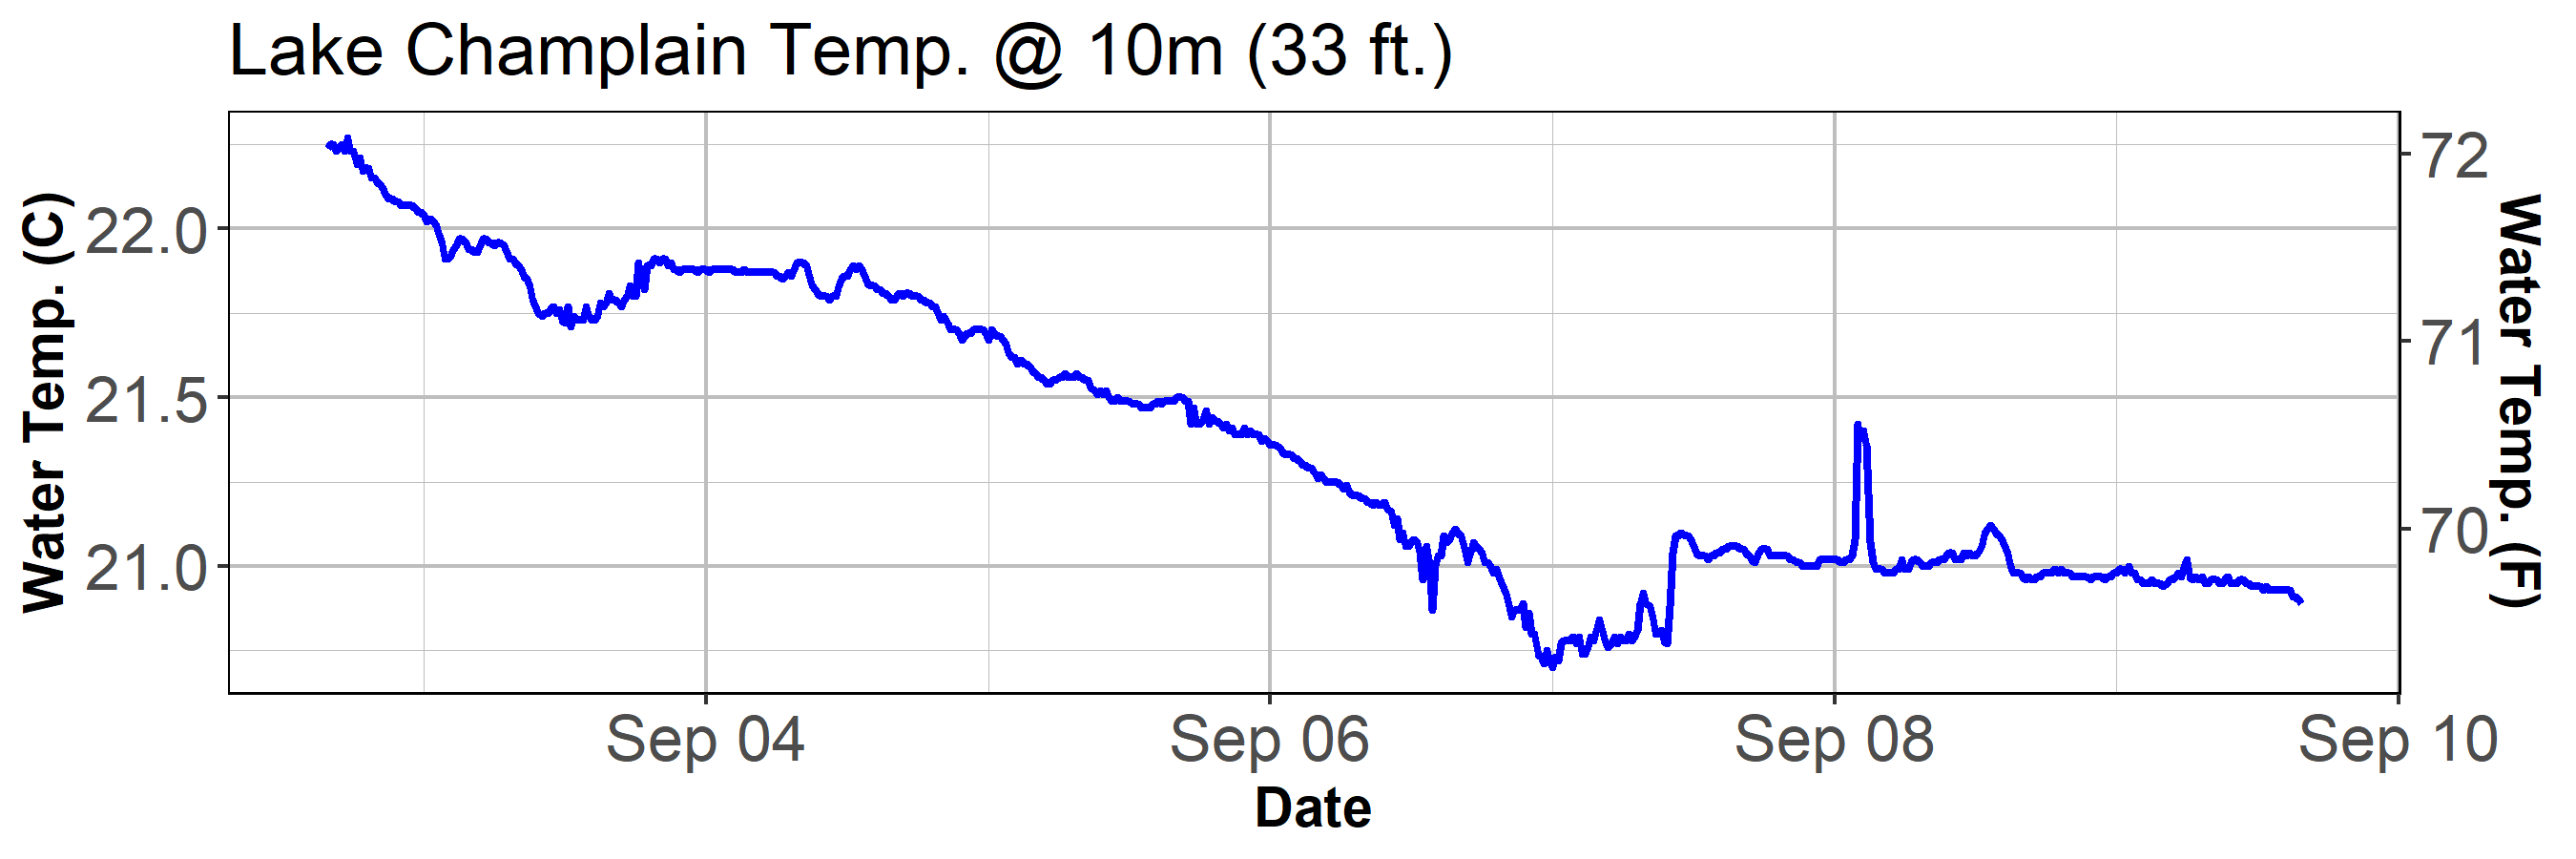 Lake Champlain Temp. @ 10m (33 ft.)
Water Temp. (C)
22.0
21.5
21.0
72
71
70
Water Temp. (F)
Sep 04 Sep 06 Sep 08 Sep 10
Date